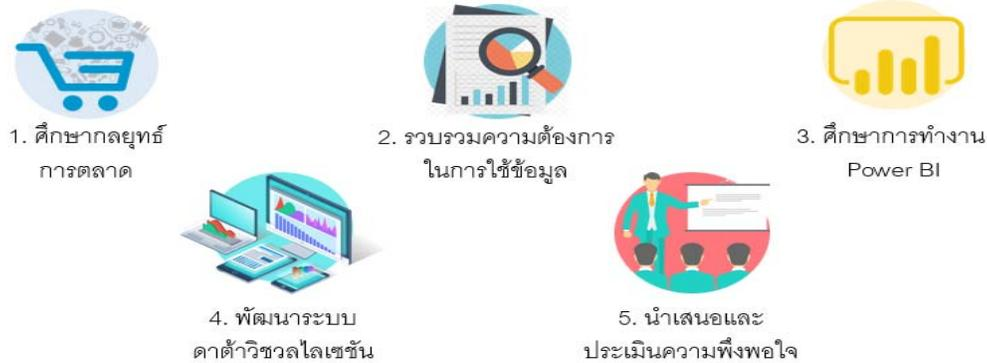 1. ศึกษากลยุทธ์
การตลาด
2. รวบรวมความต้องการ
ในการใช้ข้อมูล
3. ศึกษาการทำงาน
Power BI
4. พัฒนาระบบ
ดาต้าวิชวลไลเซชัน
5. นำเสนอและ
ประเมินความพึงพอใจ